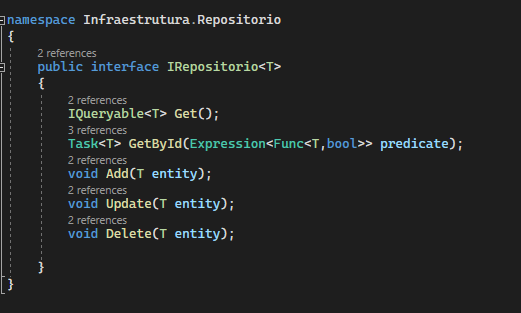 namespace Infraestrutura.Repositorio
{
2 references
public interface IRepositorio<T>
{
2 references
IQueryable<T> Get();
3 references
Task<T> GetById(Expression<Func<T,bool>> predicate);
2 references
void Add(T entity);
2 references
void Update(T entity);
2 references
void Delete(T entity);
}
}